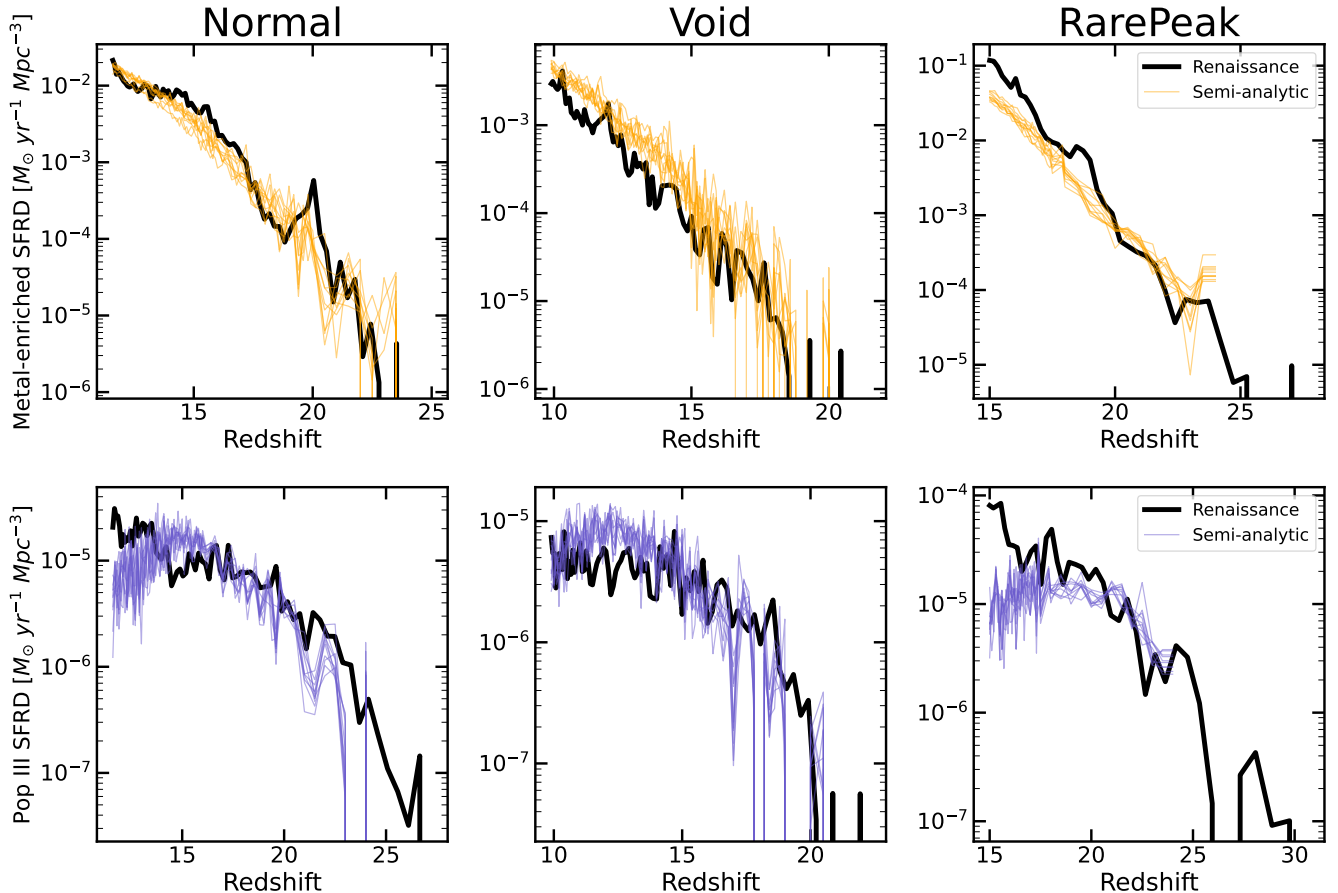 Normal
Void
RarePeak
Metal-enriched SFRD [M⊙ yr⁻¹ Mpc⁻³]
10⁻²
10⁻³
10⁻⁴
10⁻⁵
10⁻⁶
15 20 25
Redshift
10⁻³
10⁻⁴
10⁻⁵
10⁻⁶
10 15 20
Redshift
10⁻¹
10⁻²
10⁻³
10⁻⁴
10⁻⁵
15 20 25
Redshift
Renaissance
Semi-analytic
Pop III SFRD [M⊙ yr⁻¹ Mpc⁻³]
10⁻⁵
10⁻⁶
10⁻⁷
15 20 25
Redshift
10⁻⁵
10⁻⁶
10⁻⁷
10 15 20
Redshift
10⁻⁴
10⁻⁵
10⁻⁶
10⁻⁷
15 20 25 30
Redshift
Renaissance
Semi-analytic